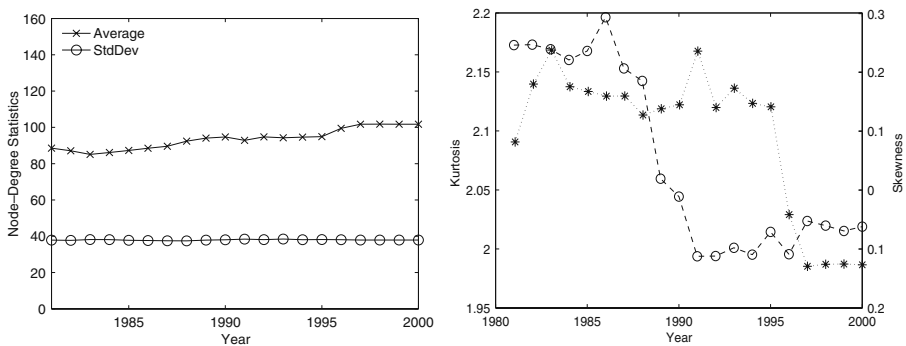 160
140
120
100
80
60
40
20
0
Node–Degree Statistics
Average
StdDev
1985 1990 1995 2000
Year
2.2
2.15
2.1
2.05
2
1.95
Kurtosis
0.3
0.2
0.1
0
0.1
0.2
Skewness
1980 1985 1990 1995 2000
Year